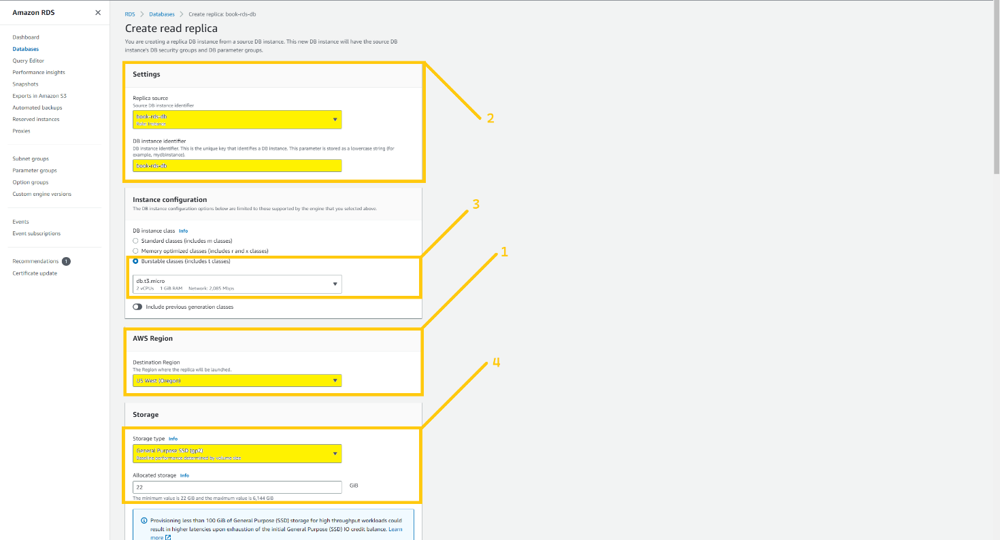 Amazon RDS
Dashboard
Databases
Query Editor
Performance insights
Snapshots
Exports in Amazon S3
Automated backups
Reserved instances
Proxies
Subnet groups
Parameter groups
Option groups
Custom engine versions
Events
Event subscriptions
Recommendations 1
Certificate update
RDS > Databases > Create replica: book-rds-db
Create read replica
You are creating a replica DB instance from a source DB instance. This new DB instance will have the source DB
instance's DB security groups and DB parameter groups.
Settings
Replica source
Source DB instance identifier
book-rds-db
Role: Instance
DB instance identifier
DB instance identifier. This is the unique key that identifies a DB instance. This parameter is stored as a lowercase string (for
example, mydbinstance).
book-rds-db
2
Instance configuration
The DB instance configuration options below are limited to those supported by the engine that you selected above.
DB instance class Info
Standard classes (includes m classes)
Memory optimized classes (includes r and x classes)
Burstable classes (includes t classes)
db.t3.micro
2 vCPUs 1 GiB RAM Network: 2,085 Mbps
Include previous generation classes
3
AWS Region
Destination Region
The Region where the replica will be launched.
US West (Oregon)
1
Storage
Storage type Info
General Purpose SSD (gp2)
Baseline performance determined by volume size
Allocated storage Info
22 GiB
The minimum value is 22 GiB and the maximum value is 6,144 GiB
4
Provisioning less than 100 GiB of General Purpose (SSD) storage for high throughput workloads could
result in higher latencies upon exhaustion of the initial General Purpose (SSD) IO credit balance. Learn
more